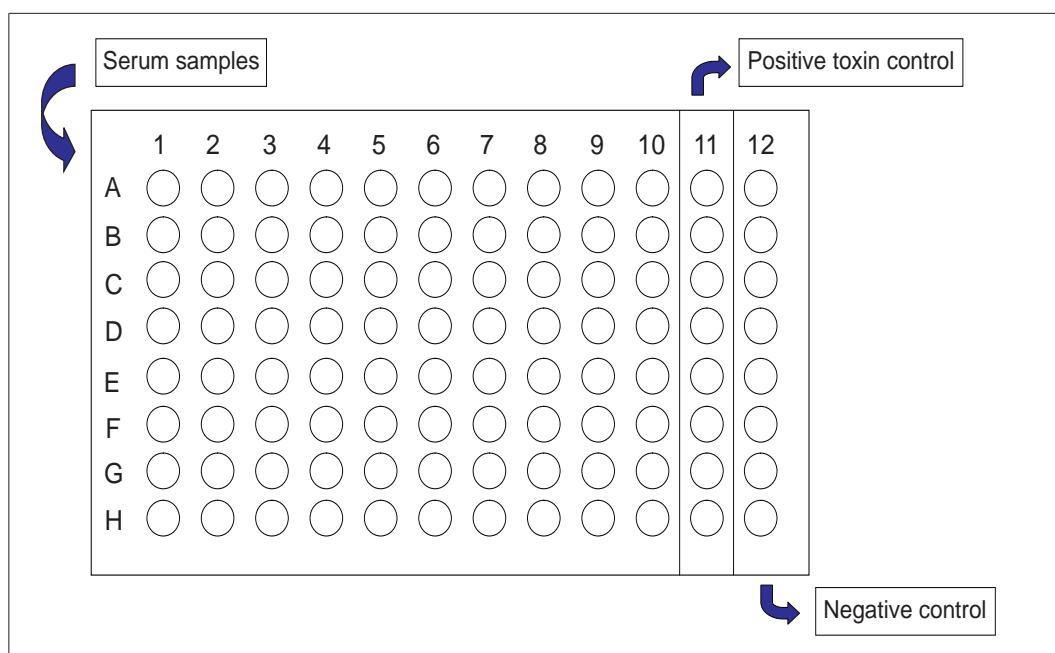 Serum samples
Positive toxin control
1 2 3 4 5 6 7 8 9 10 11 12
A
B
C
D
E
F
G
H
Negative control